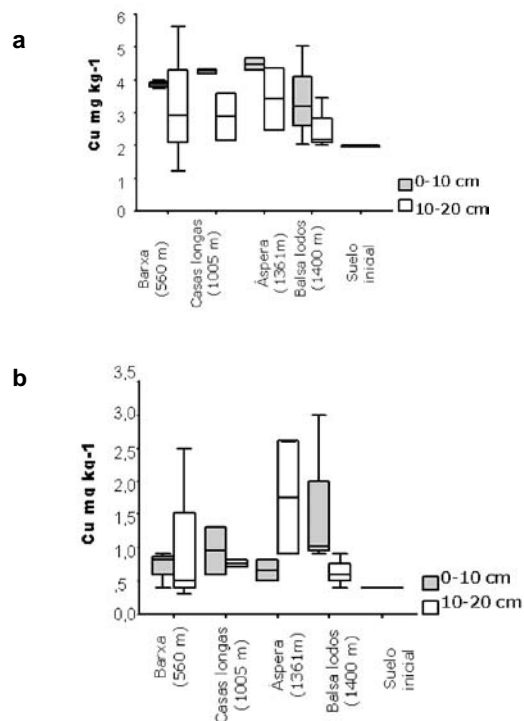 a
Cu mg kg-1
6
5
4
3
2
1
0
Barxa
(560 m)
Casas longas
(1005 m)
Áspera
(1361m)
Balsa lodos
(1400 m)
Suelo
inicial
0-10 cm
10-20 cm
b
Cu mq kq-1
3,5
3,0
2,5
2,0
1,5
1,0
,5
0,0
Barxa
(560 m)
Casas longas
(1005 m)
Áspera
(1361m)
Balsa lodos
(1400 m)
Suelo
inicial
0-10 cm
10-20 cm